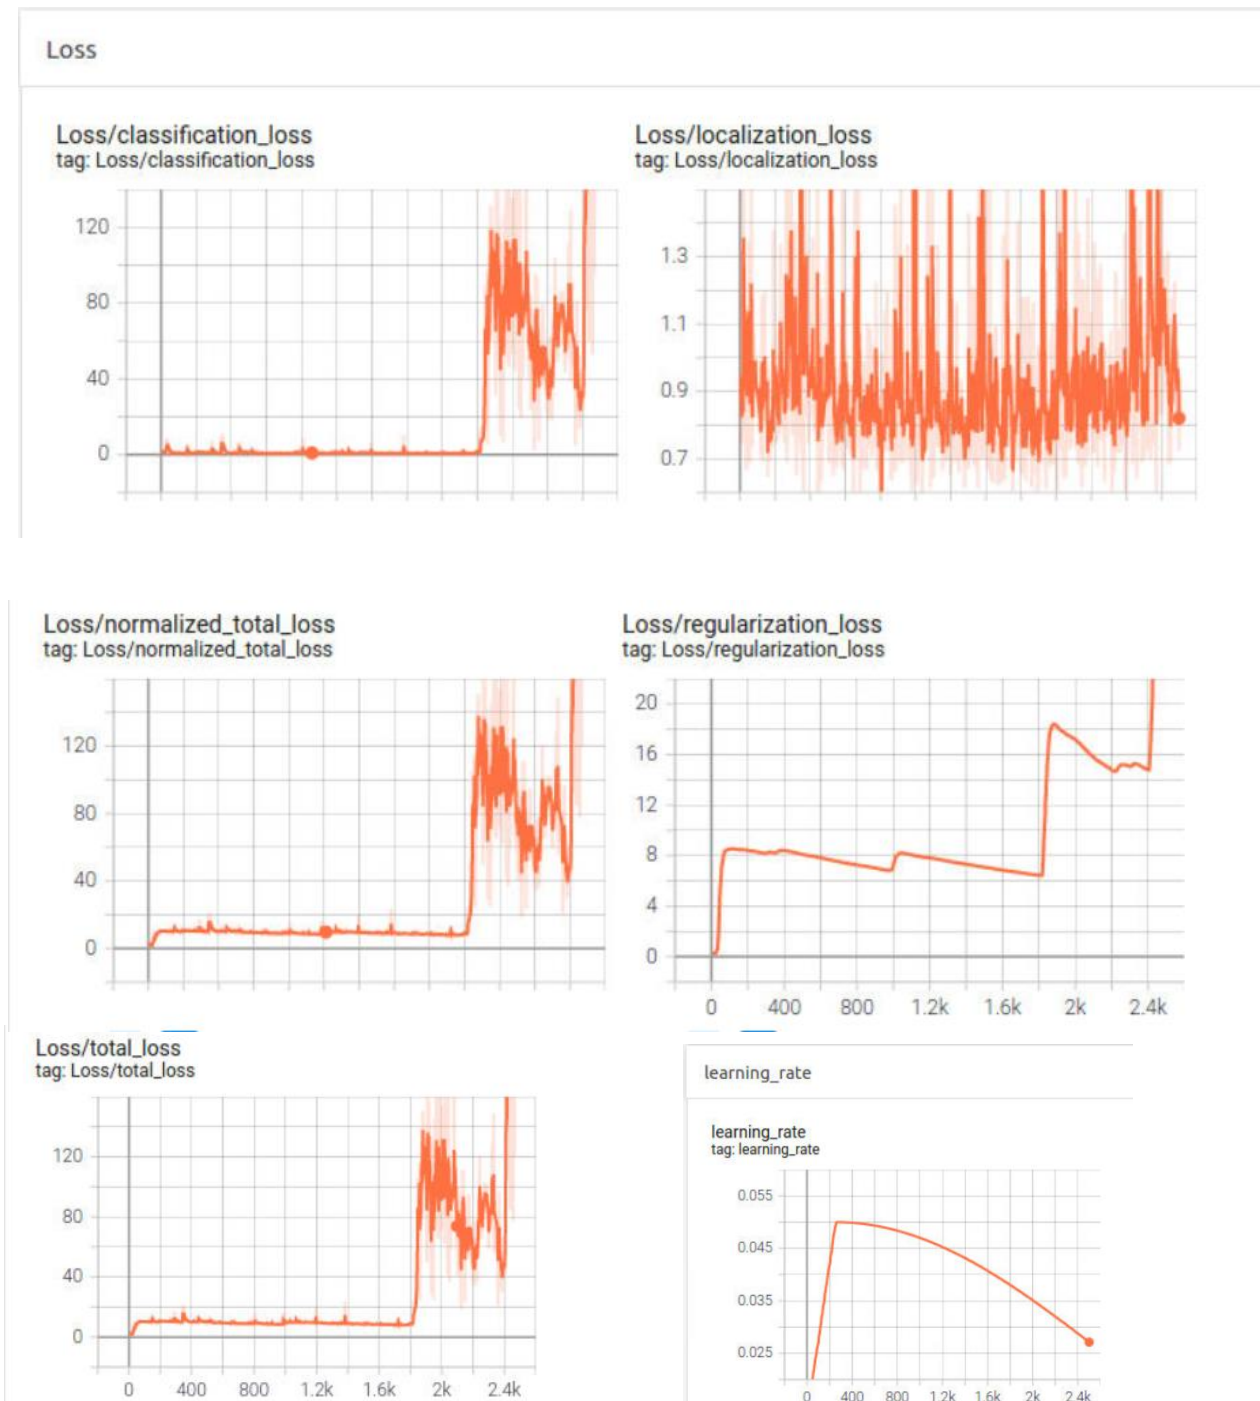 Loss
Loss/classification_loss
tag: Loss/classification_loss
120
80
40
0
Loss/localization_loss
tag: Loss/localization_loss
1.3
1.1
0.9
0.7
Loss/normalized_total_loss
tag: Loss/normalized_total_loss
120
80
40
0
Loss/regularization_loss
tag: Loss/regularization_loss
20
16
12
8
4
0
0 400 800 1.2k 1.6k 2k 2.4k
Loss/total_loss
tag: Loss/total_loss
120
80
40
0
0 400 800 1.2k 1.6k 2k 2.4k
learning_rate
learning_rate
tag: learning_rate
0.055
0.045
0.035
0.025
0 400 800 1.2k 1.6k 2k 2.4k